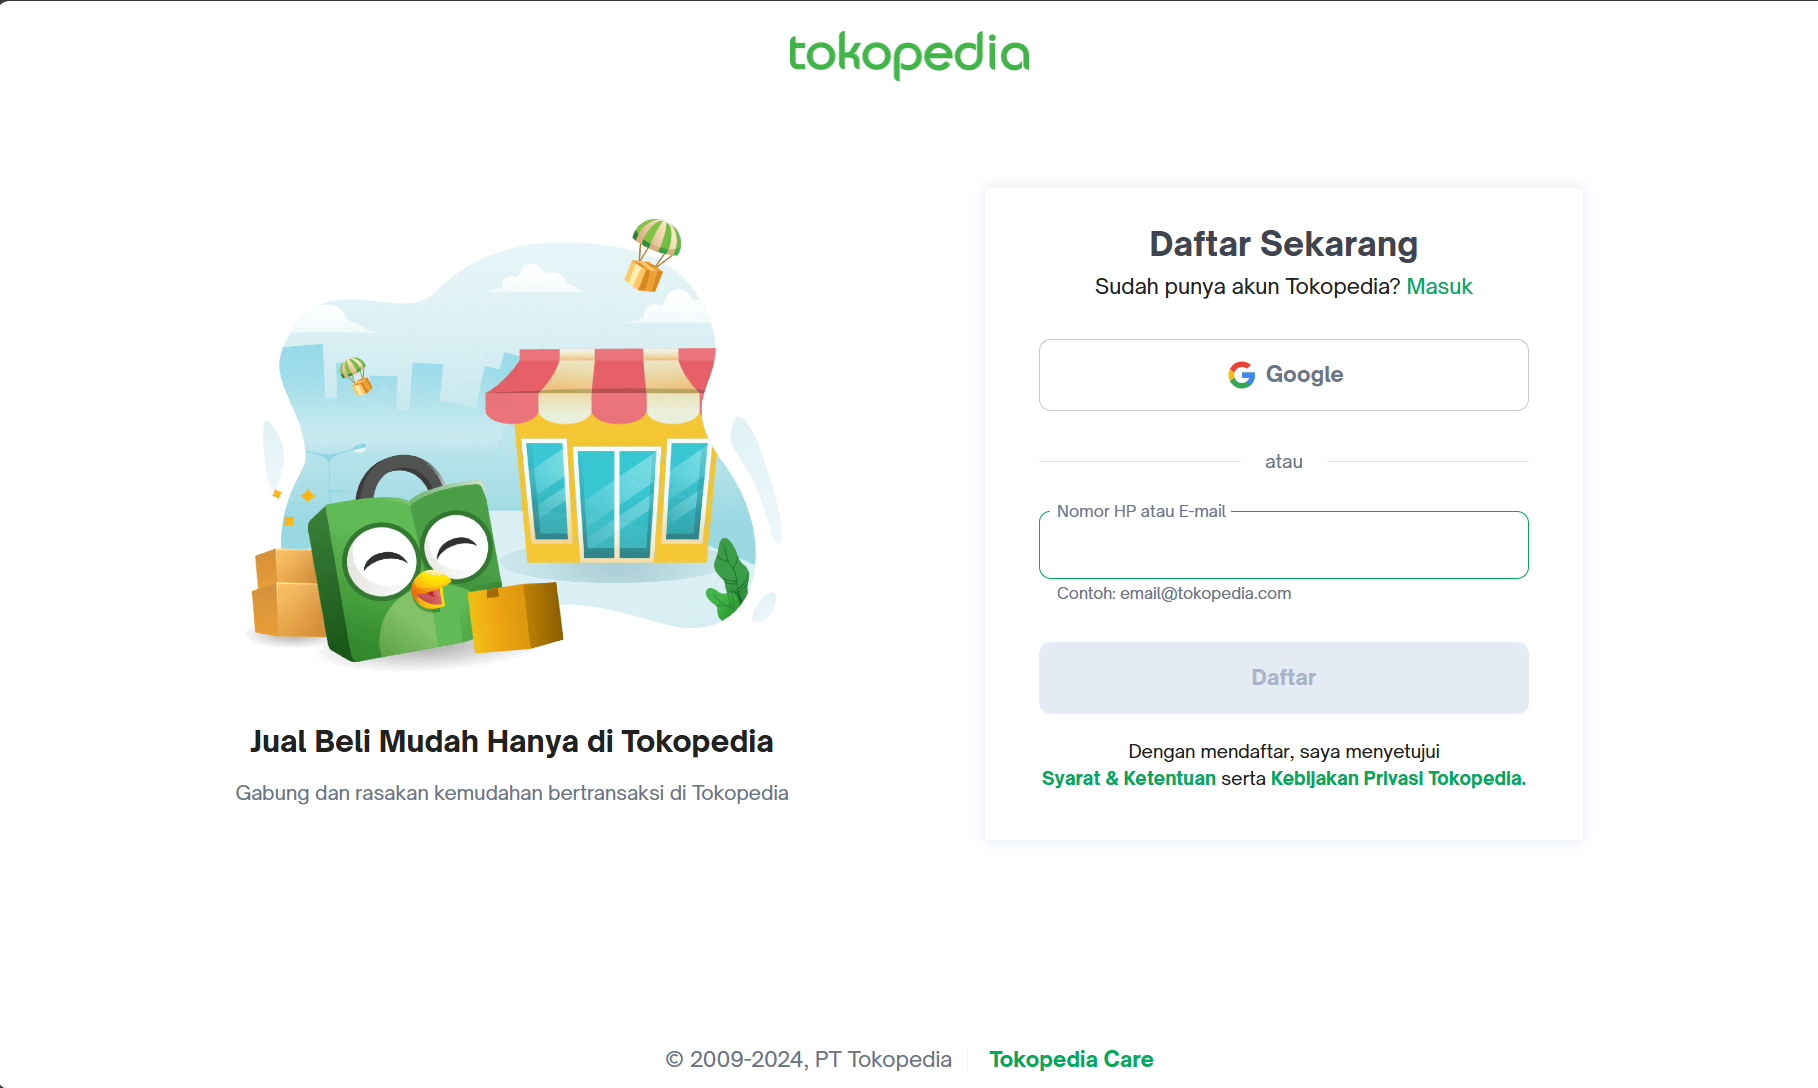 tokopedia
Jual Beli Mudah Hanya di Tokopedia
Gabung dan rasakan kemudahan bertransaksi di Tokopedia
Daftar Sekarang
Sudah punya akun Tokopedia? Masuk
Google
atau
Nomor HP atau E-mail
Contoh: email@tokopedia.com
Daftar
Dengan mendaftar, saya menyetujui
Syarat & Ketentuan serta Kebijakan Privasi Tokopedia.
© 2009-2024, PT Tokopedia
Tokopedia Care